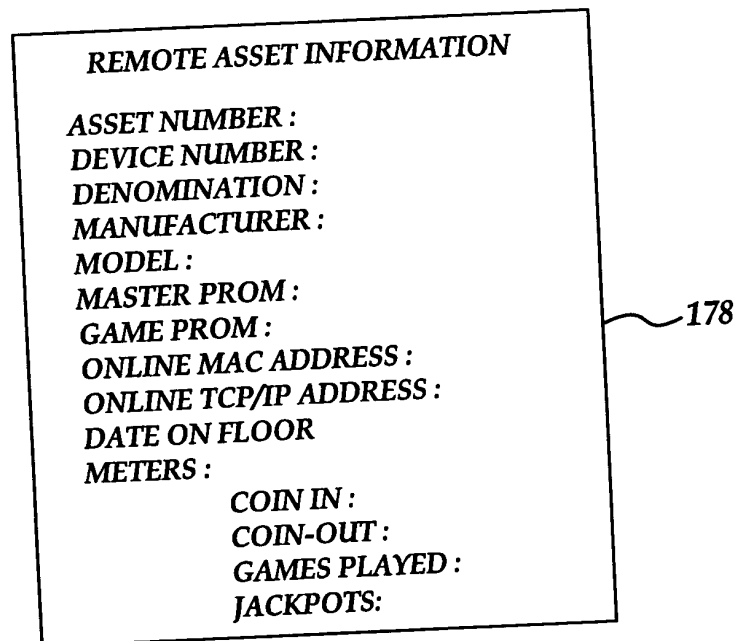 REMOTE ASSET INFORMATION
ASSET NUMBER :
DEVICE NUMBER :
DENOMINATION :
MANUFACTURER :
MODEL :
MASTER PROM :
GAME PROM :
ONLINE MAC ADDRESS :
ONLINE TCP/IP ADDRESS :
DATE ON FLOOR
METERS :
COIN IN :
COIN-OUT :
GAMES PLAYED :
JACKPOTS:
178